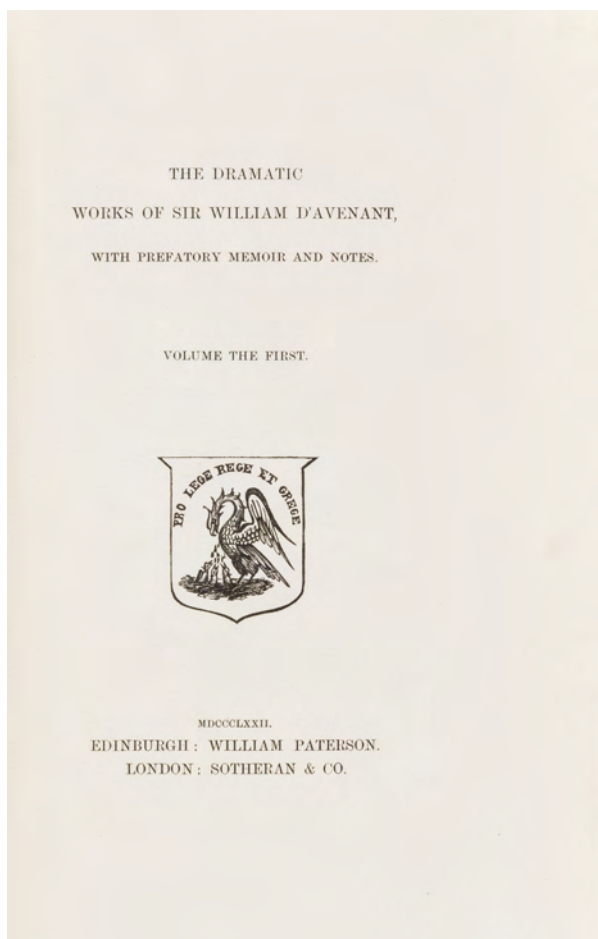 THE DRAMATIC
WORKS OF SIR WILLIAM D'AVENANT,
WITH PREFATORY MEMOIR AND NOTES.
VOLUME THE FIRST.
PRO LEGE REGE ET GREGE
MDCCCLXXII.
EDINBURGH: WILLIAM PATERSON.
LONDON: SOTHERAN & CO.